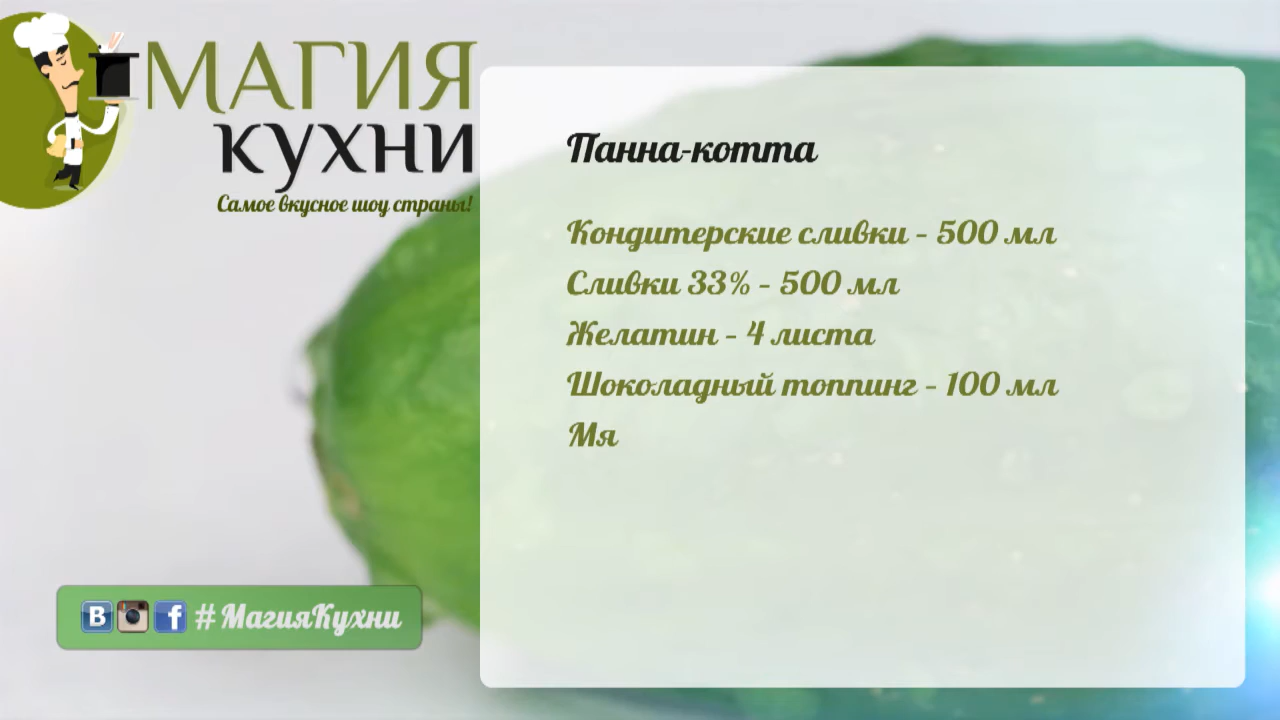 МАГИЯ
КУХНИ
Самое вкусное шоу страны!
Панна-котта
Кондитерские сливки – 500 мл
Сливки 33% – 500 мл
Желатин – 4 листа
Шоколадный топпинг – 100 мл
Мя
#МагияКухни